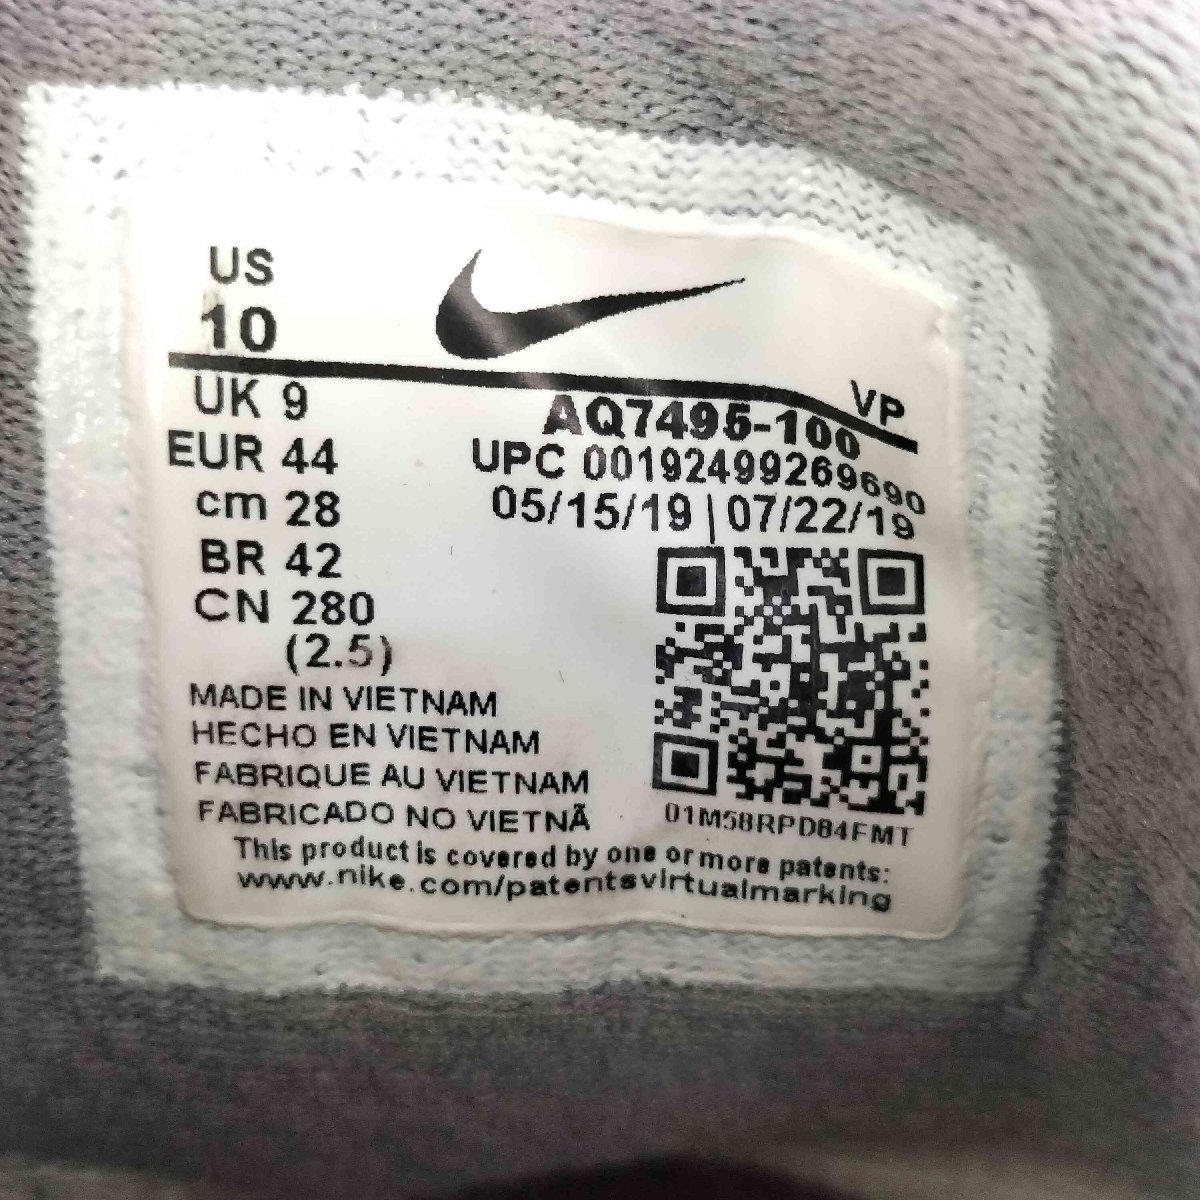 US
10
UK 9
EUR 44
cm 28
BR 42
CN 280
(2.5)
VP
AQ7495-100
UPC 00192499269690
05/15/19 | 07/22/19
01M58RPD84FMT
MADE IN VIETNAM
HECHO EN VIETNAM
FABRIQUE AU VIETNAM
FABRICADO NO VIETNÃ
This product is covered by one or more patents:
www.nike.com/patentsvirtualmarking